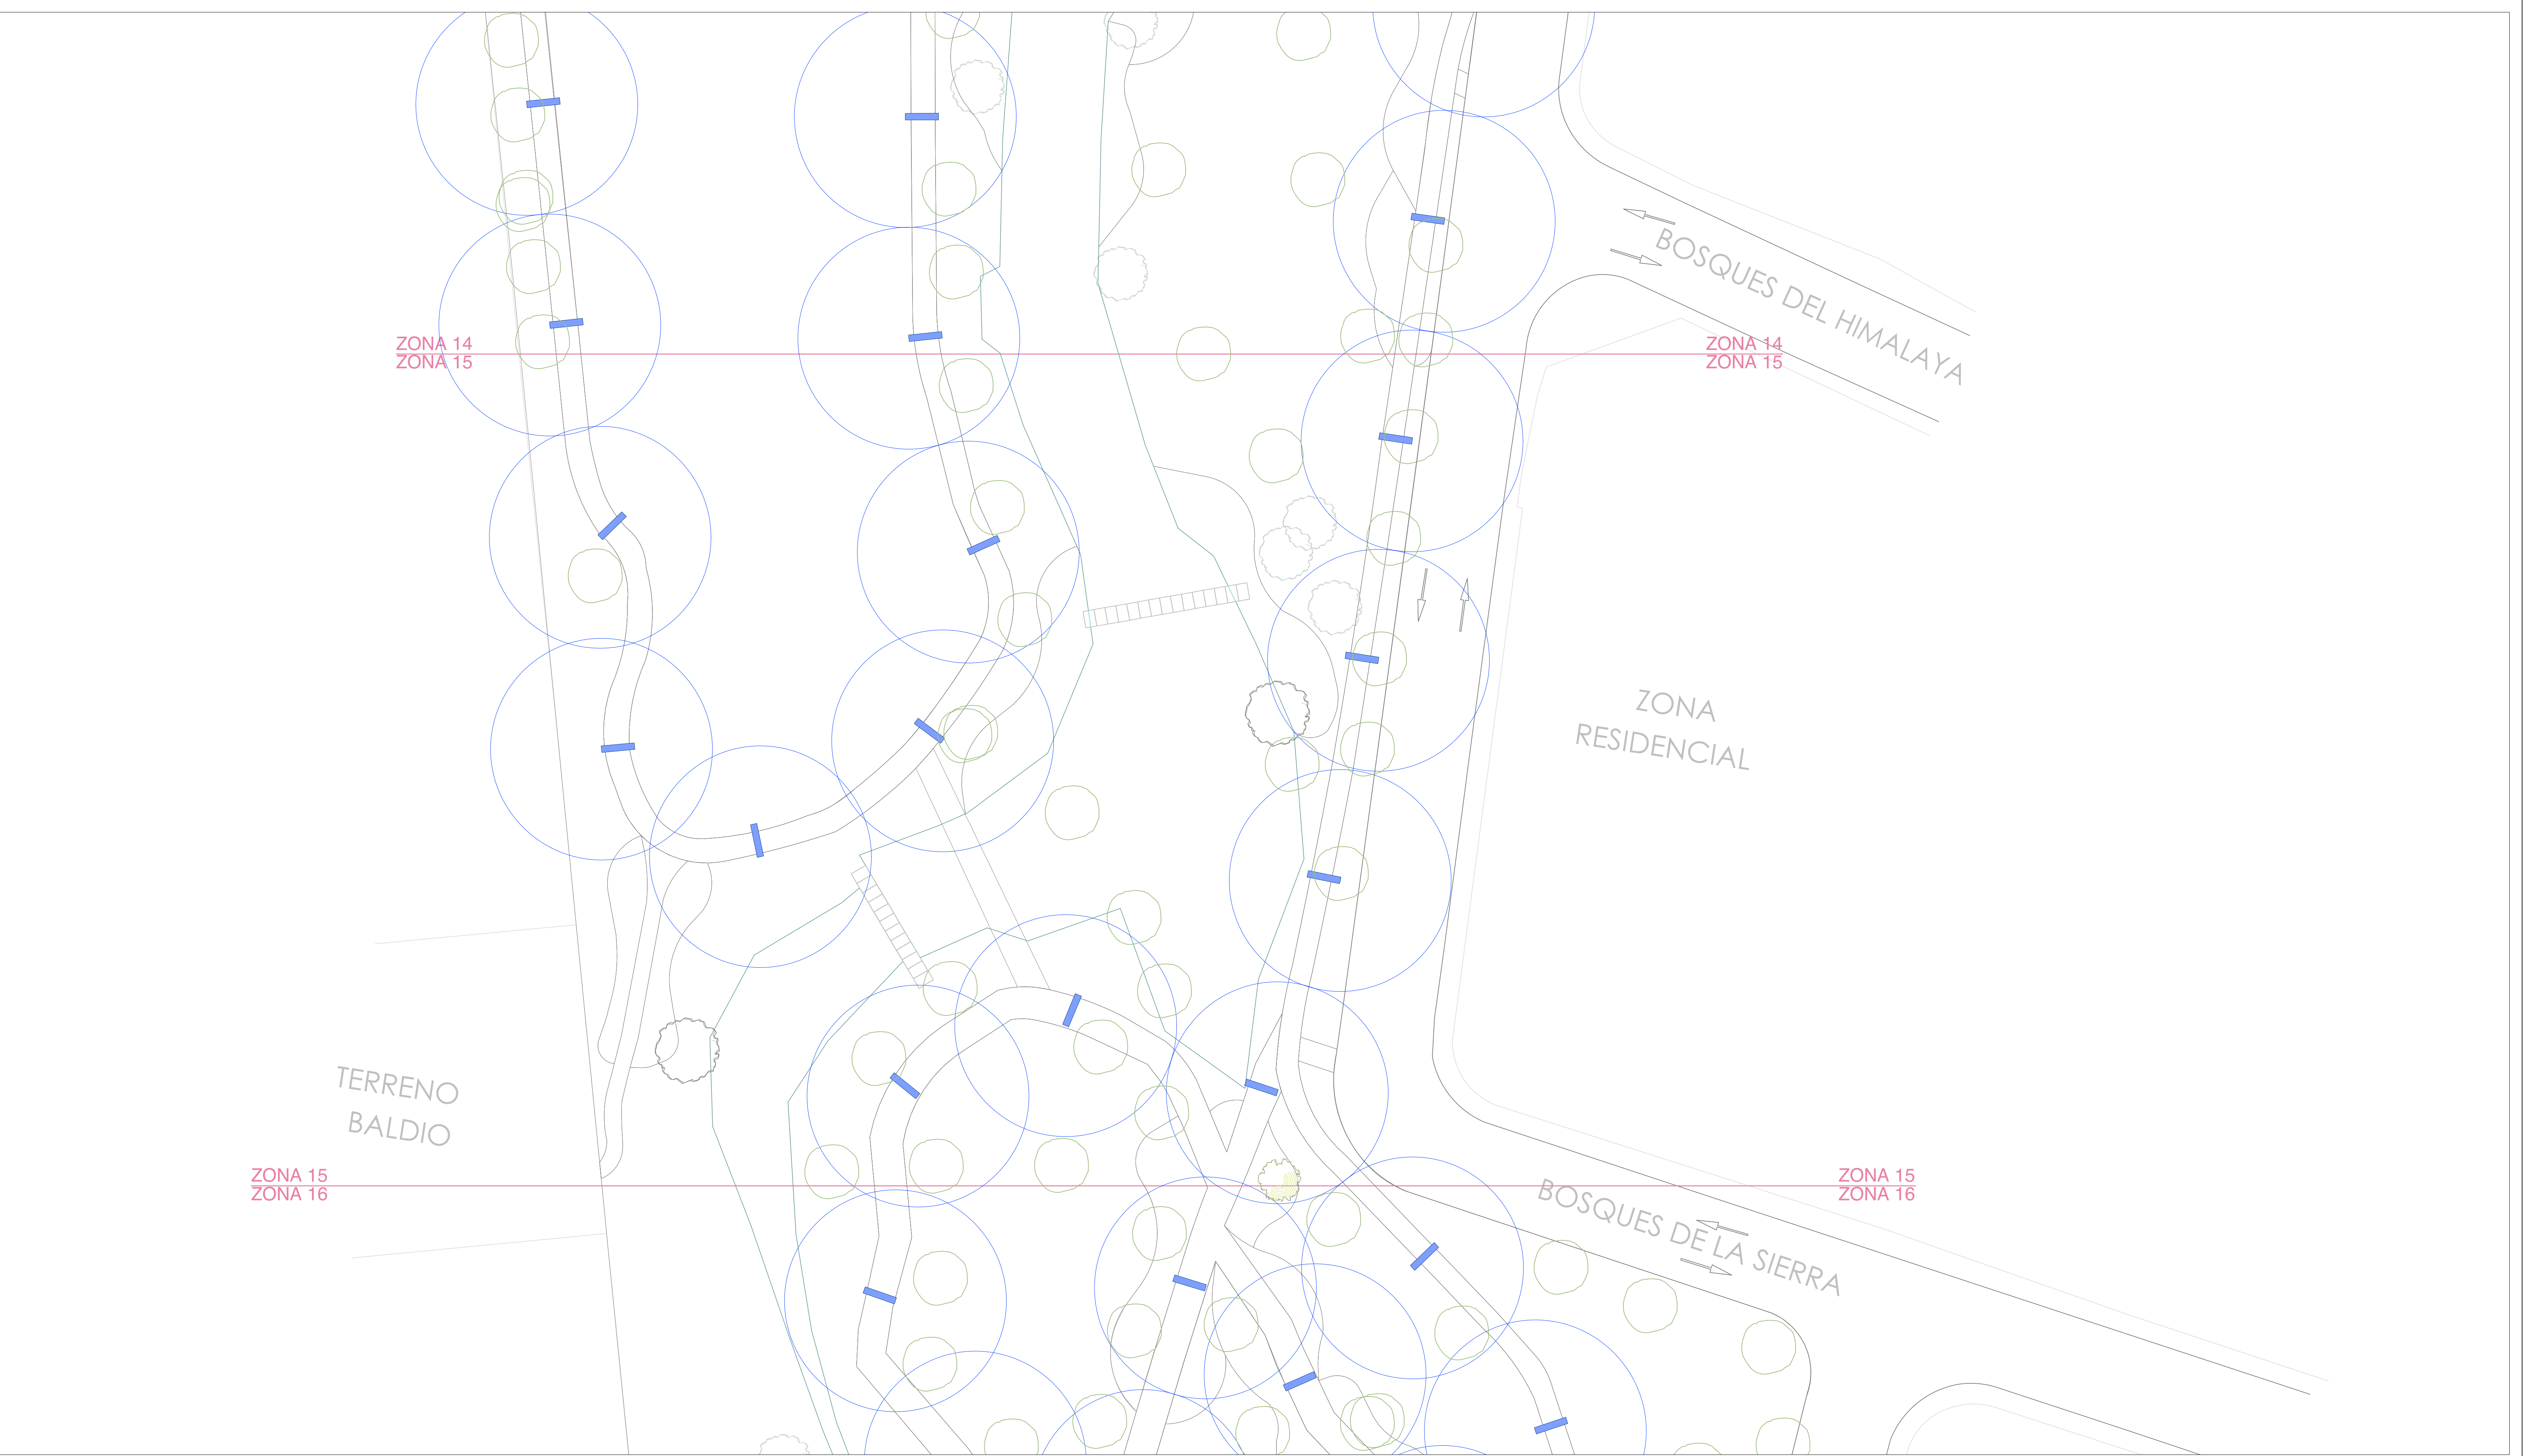 BOSQUES DEL HIMALAYA
ZONA 14
ZONA 15
ZONA 14
ZONA 15
ZONA
RESIDENCIAL
TERRENO
BALDIO
ZONA 15
ZONA 16
ZONA 15
ZONA 16
BOSQUES DE LA SIERRA